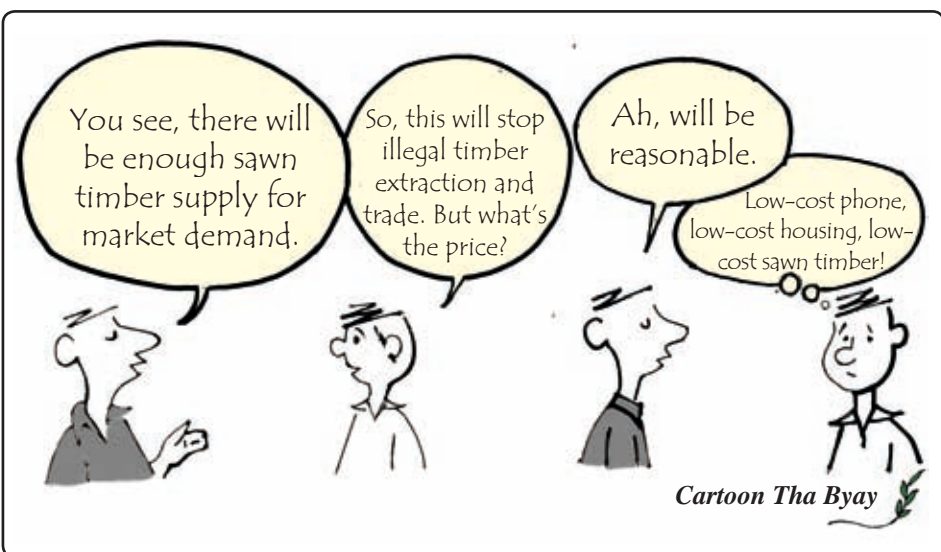 You see, there will
be enough sawn
timber supply for
market demand.
So, this will stop
illegal timber
extraction and
trade. But what's
the price?
Ah, will be
reasonable.
Low-cost phone,
low-cost housing, low-
cost sawn timber!
Cartoon Tha Byay